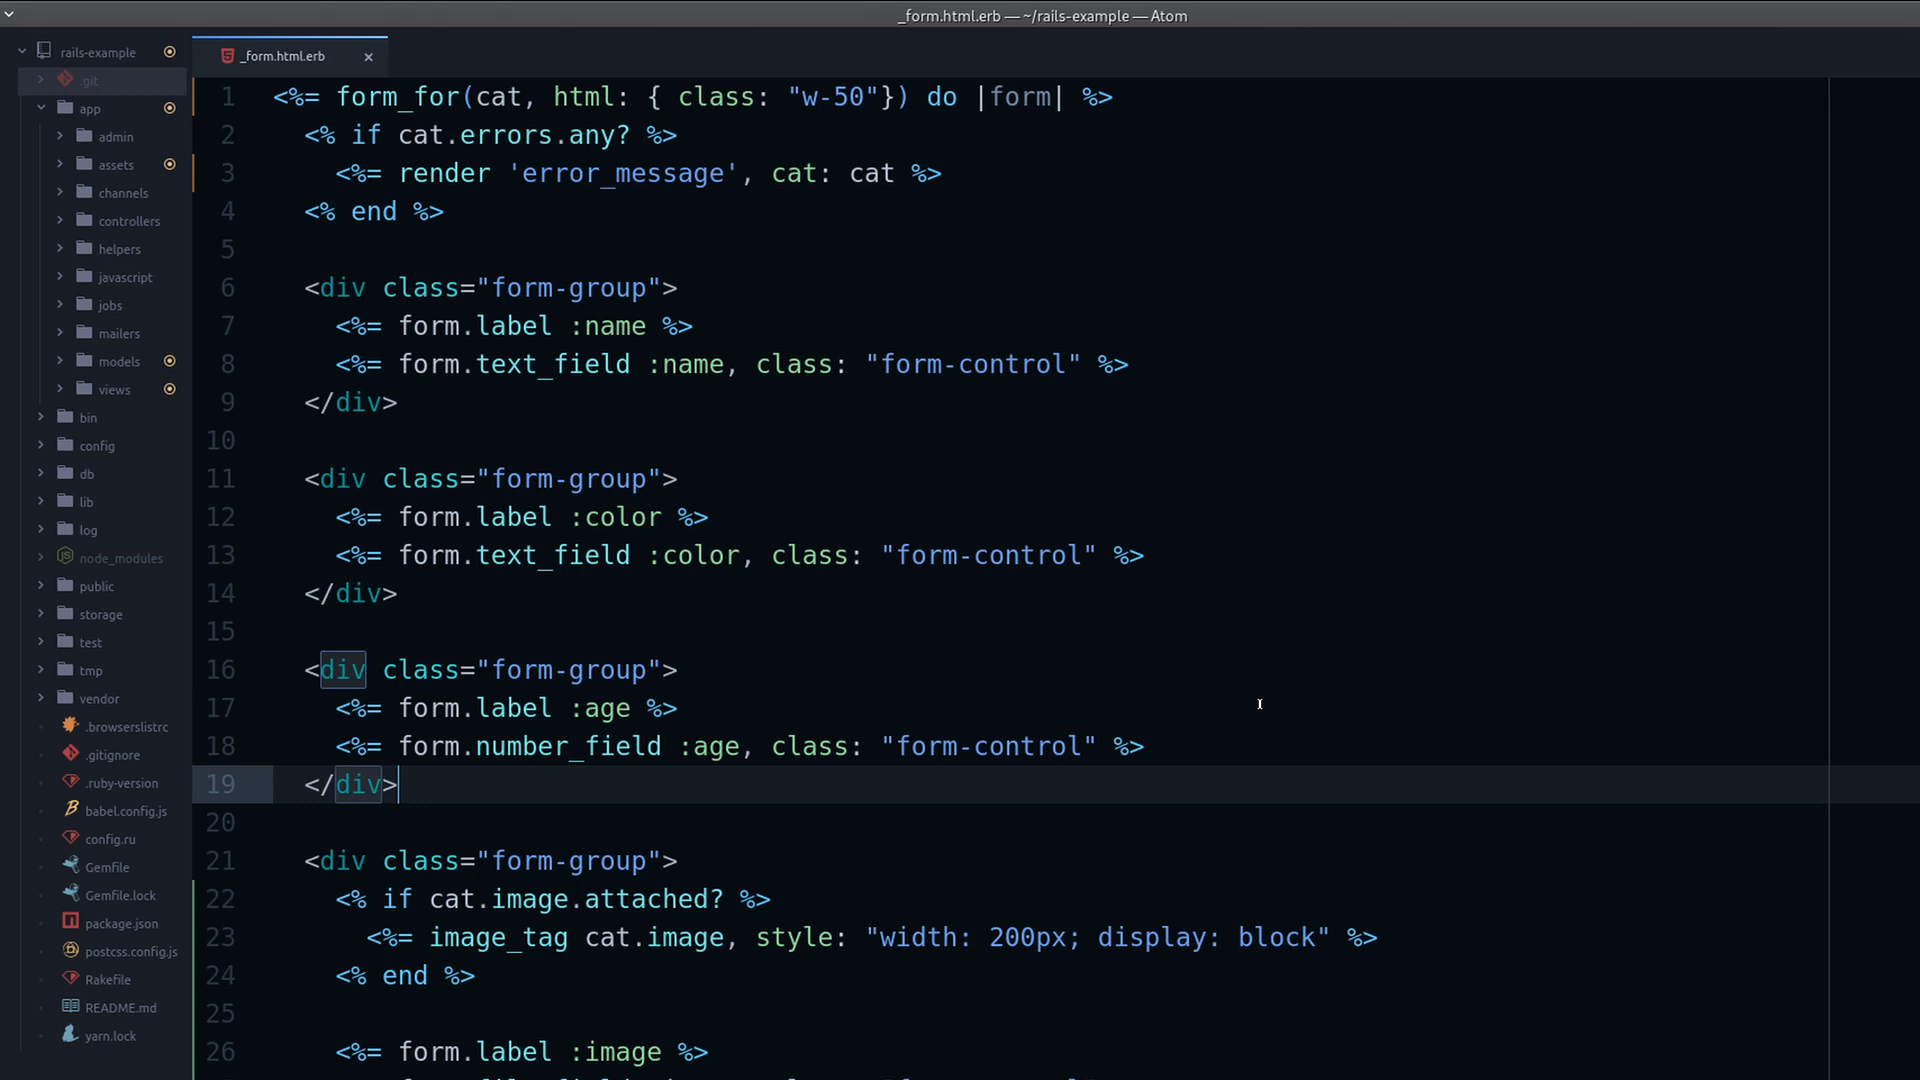 _form.html.erb — ~/rails-example — Atom
rails-example
.git
app
admin
assets
channels
controllers
helpers
javascript
jobs
mailers
models
views
bin
config
db
lib
log
node_modules
public
storage
test
tmp
vendor
.browserslistrc
.gitignore
.ruby-version
babel.config.js
config.ru
Gemfile
Gemfile.lock
package.json
postcss.config.js
Rakefile
README.md
yarn.lock
_form.html.erb ×
1 <%= form_for(cat, html: { class: "w-50"}) do |form| %>
2 <% if cat.errors.any? %>
3 <%= render 'error_message', cat: cat %>
4 <% end %>
5
6 <div class="form-group">
7 <%= form.label :name %>
8 <%= form.text_field :name, class: "form-control" %>
9 </div>
10
11 <div class="form-group">
12 <%= form.label :color %>
13 <%= form.text_field :color, class: "form-control" %>
14 </div>
15
16 <div class="form-group">
17 <%= form.label :age %>
18 <%= form.number_field :age, class: "form-control" %>
19 </div>
20
21 <div class="form-group">
22 <% if cat.image.attached? %>
23 <%= image_tag cat.image, style: "width: 200px; display: block" %>
24 <% end %>
25
26 <%= form.label :image %>